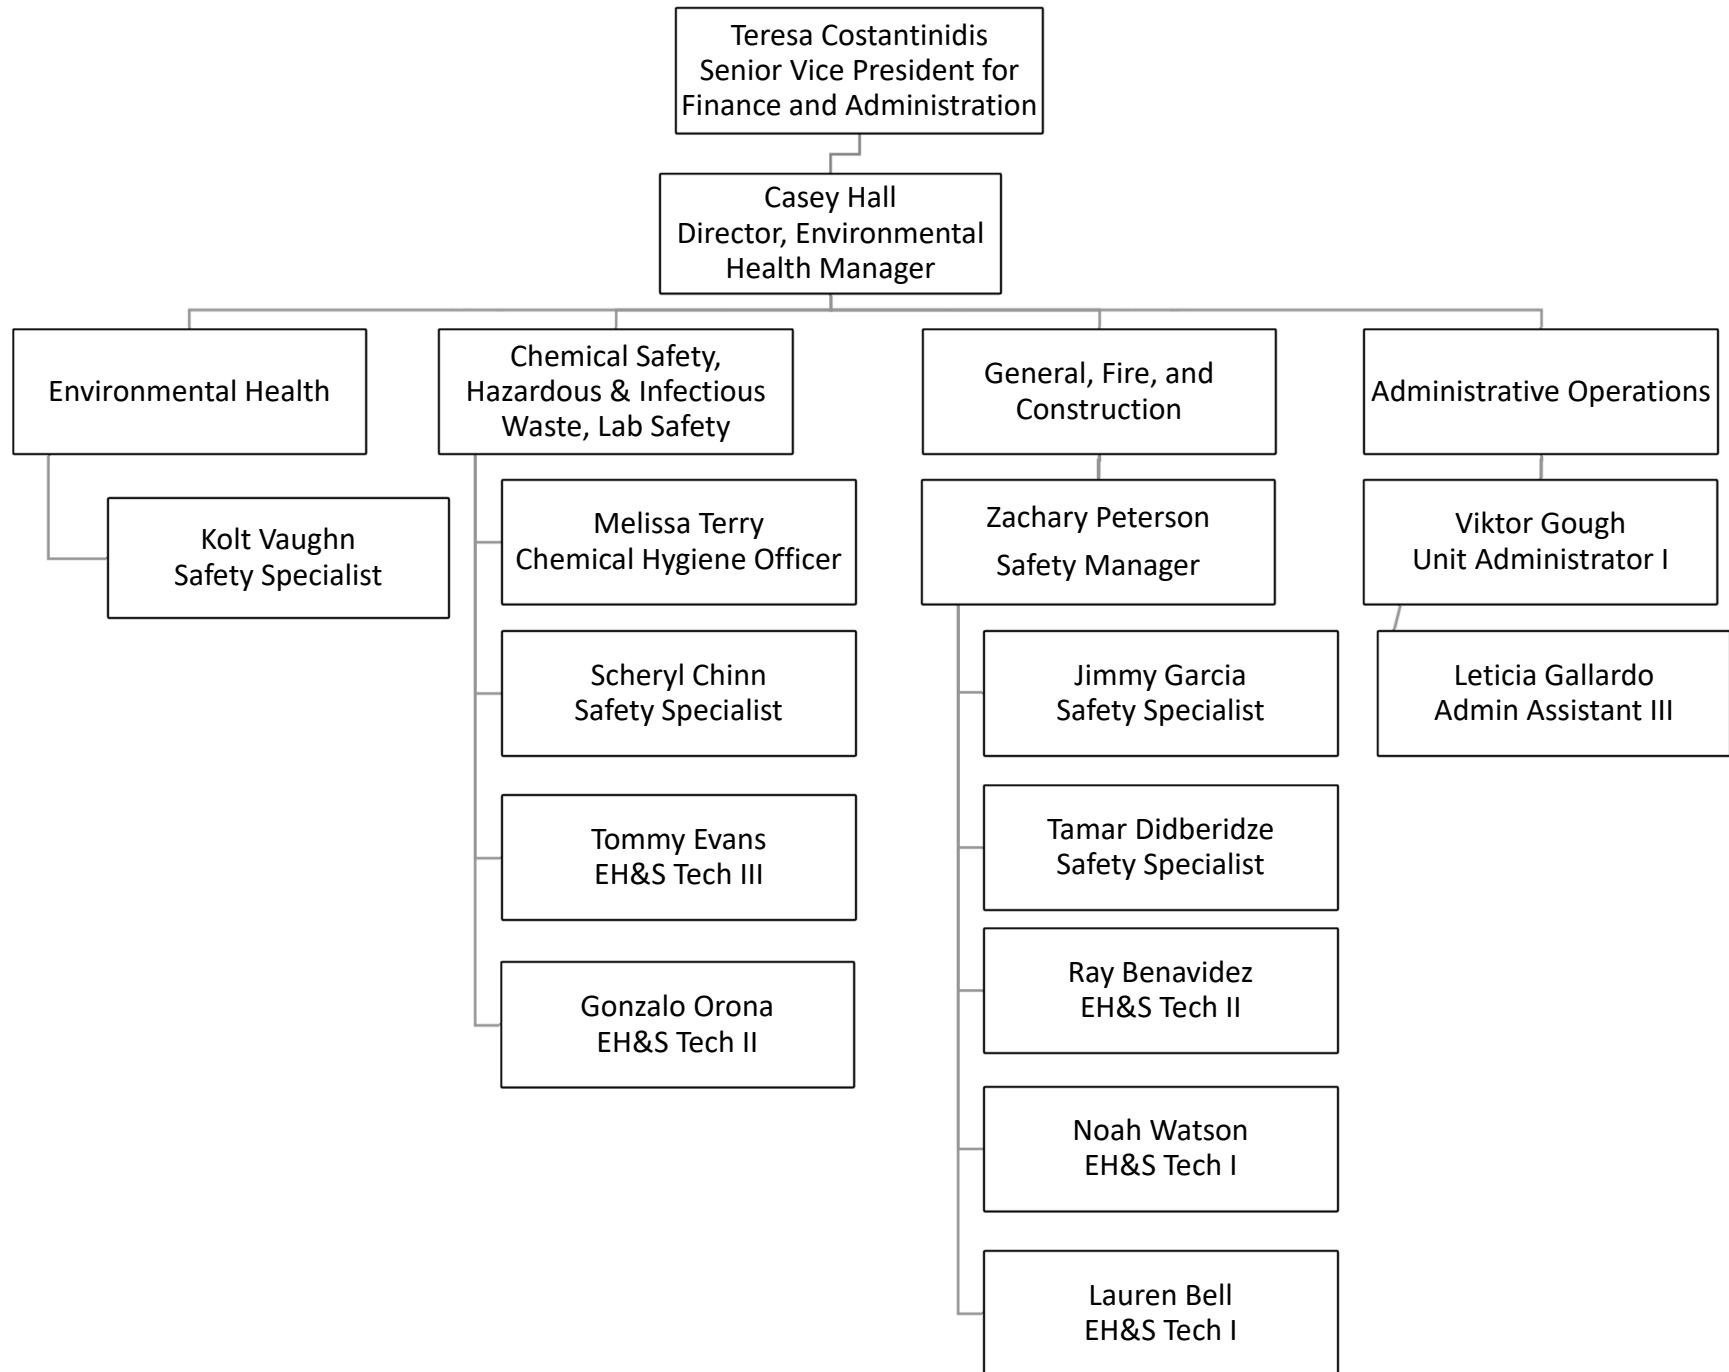 Teresa Costantinidis
Senior Vice President for
Finance and Administration
Casey Hall
Director, Environmental
Health Manager
Environmental Health
Chemical Safety,
Hazardous & Infectious
Waste, Lab Safety
General, Fire, and
Construction
Administrative Operations
Kolt Vaughn
Safety Specialist
Melissa Terry
Chemical Hygiene Officer
Scheryl Chinn
Safety Specialist
Tommy Evans
EH&S Tech III
Gonzalo Orona
EH&S Tech II
Zachary Peterson
Safety Manager
Jimmy Garcia
Safety Specialist
Tamar Didberidze
Safety Specialist
Ray Benavidez
EH&S Tech II
Noah Watson
EH&S Tech I
Lauren Bell
EH&S Tech I
Viktor Gough
Unit Administrator I
Leticia Gallardo
Admin Assistant III